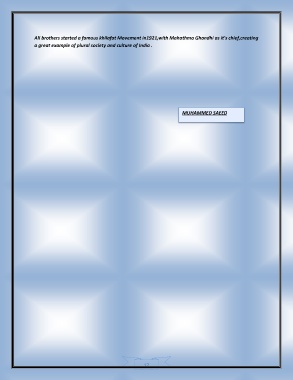 Ali brothers started a famous khilafat Movement in1921,with Mahathma Ghandhi as it's chief,creating
a great example of plural society and culture of India .
MUHAMMED SAEED